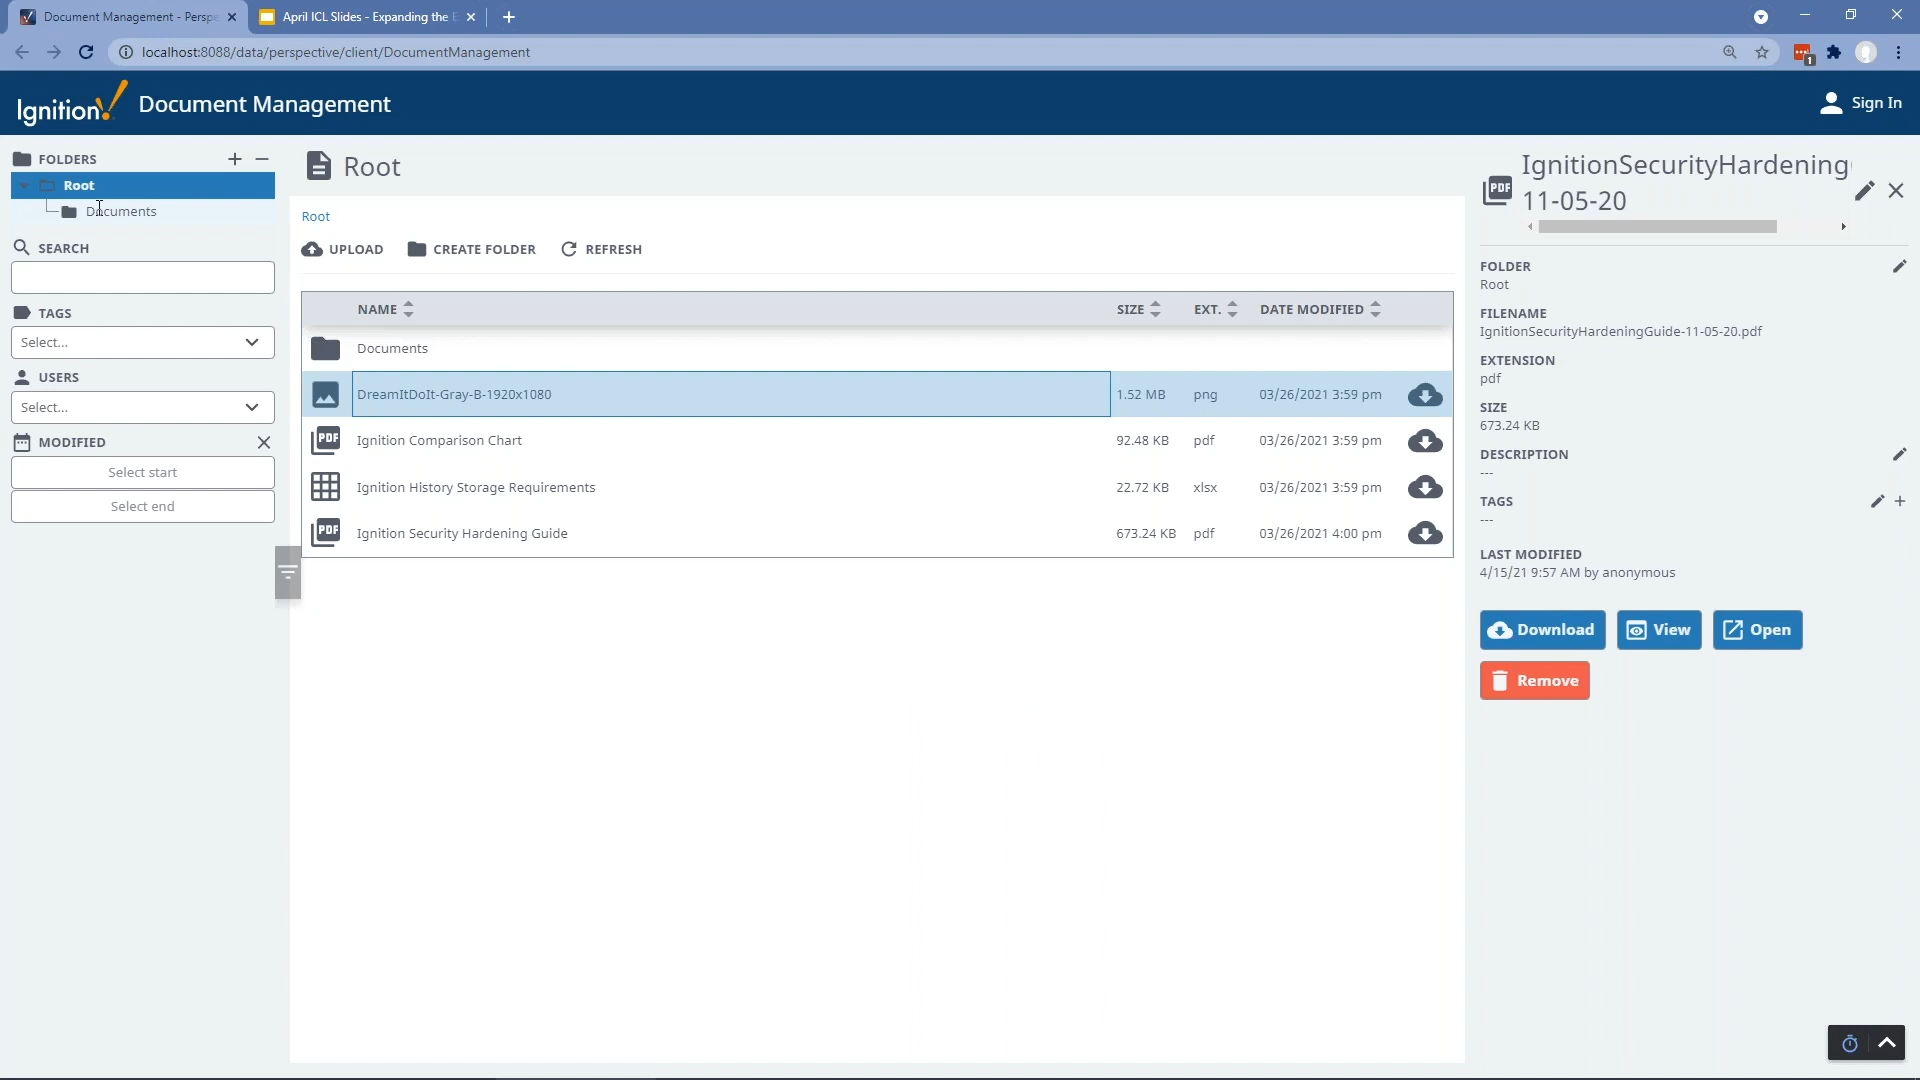 Document Management - Perspe
April ICL Slides - Expanding the E
localhost:8088/data/perspective/client/DocumentManagement
1
Ignition!
Document Management
Sign In
FOLDERS
Root
Documents
SEARCH
TAGS
Select...
USERS
Select...
MODIFIED
Select start
Select end
Root
Root
UPLOAD
CREATE FOLDER
REFRESH
NAME SIZE EXT. DATE MODIFIED
Documents
DreamItDoIt-Gray-B-1920x1080 1.52 MB png 03/26/2021 3:59 pm
PDF Ignition Comparison Chart 92.48 KB pdf 03/26/2021 3:59 pm
Ignition History Storage Requirements 22.72 KB xlsx 03/26/2021 3:59 pm
PDF Ignition Security Hardening Guide 673.24 KB pdf 03/26/2021 4:00 pm
PDF
IgnitionSecurityHardening
11-05-20
FOLDER
Root
FILENAME
IgnitionSecurityHardeningGuide-11-05-20.pdf
EXTENSION
pdf
SIZE
673.24 KB
DESCRIPTION
---
TAGS
---
LAST MODIFIED
4/15/21 9:57 AM by anonymous
Download View Open
Remove